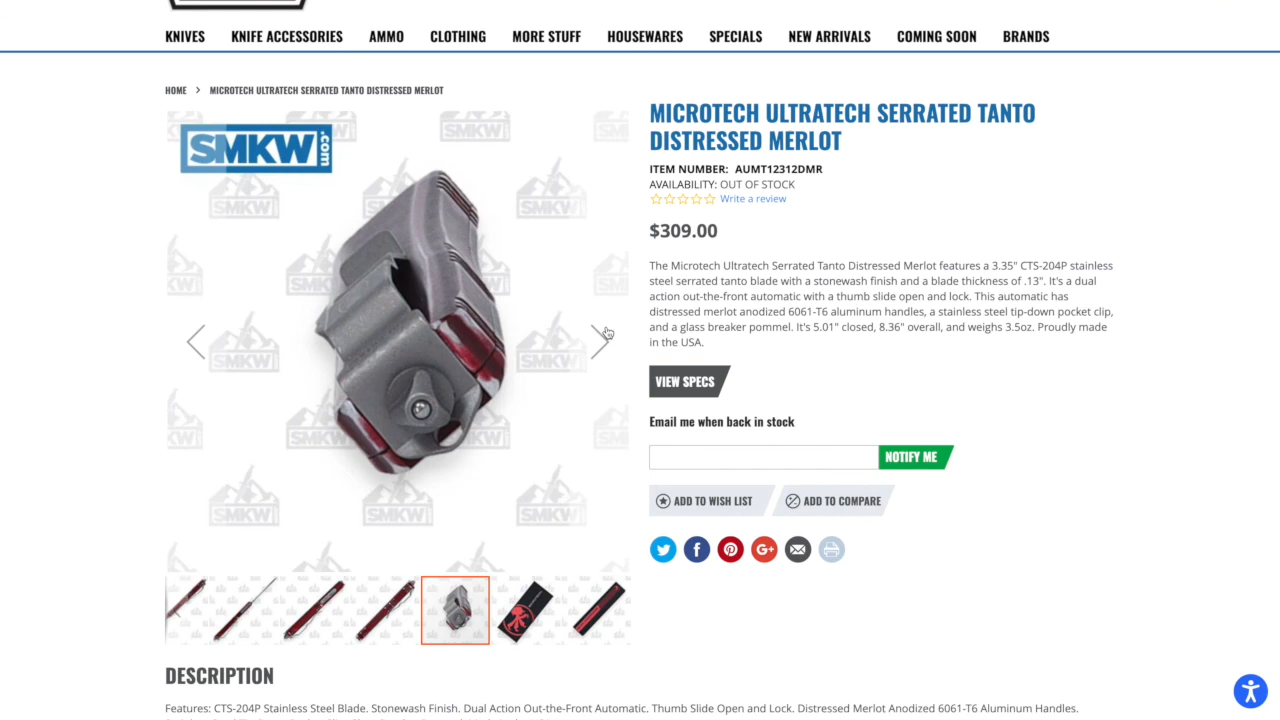 KNIVES KNIFE ACCESSORIES AMMO CLOTHING MORE STUFF HOUSEWARES SPECIALS NEW ARRIVALS COMING SOON BRANDS
HOME > MICROTECH ULTRATECH SERRATED TANTO DISTRESSED MERLOT
SMKW.com
MICROTECH ULTRATECH SERRATED TANTO
DISTRESSED MERLOT
ITEM NUMBER: AUMT12312DMR
AVAILABILITY: OUT OF STOCK
Write a review
$309.00
The Microtech Ultratech Serrated Tanto Distressed Merlot features a 3.35" CTS-204P stainless
steel serrated tanto blade with a stonewash finish and a blade thickness of .13". It's a dual
action out-the-front automatic with a thumb slide open and lock. This automatic has
distressed merlot anodized 6061-T6 aluminum handles, a stainless steel tip-down pocket clip,
and a glass breaker pommel. It's 5.01" closed, 8.36" overall, and weighs 3.5oz. Proudly made
in the USA.
VIEW SPECS
Email me when back in stock
NOTIFY ME
ADD TO WISH LIST
ADD TO COMPARE
DESCRIPTION
Features: CTS-204P Stainless Steel Blade. Stonewash Finish. Dual Action Out-the-Front Automatic. Thumb Slide Open and Lock. Distressed Merlot Anodized 6061-T6 Aluminum Handles.